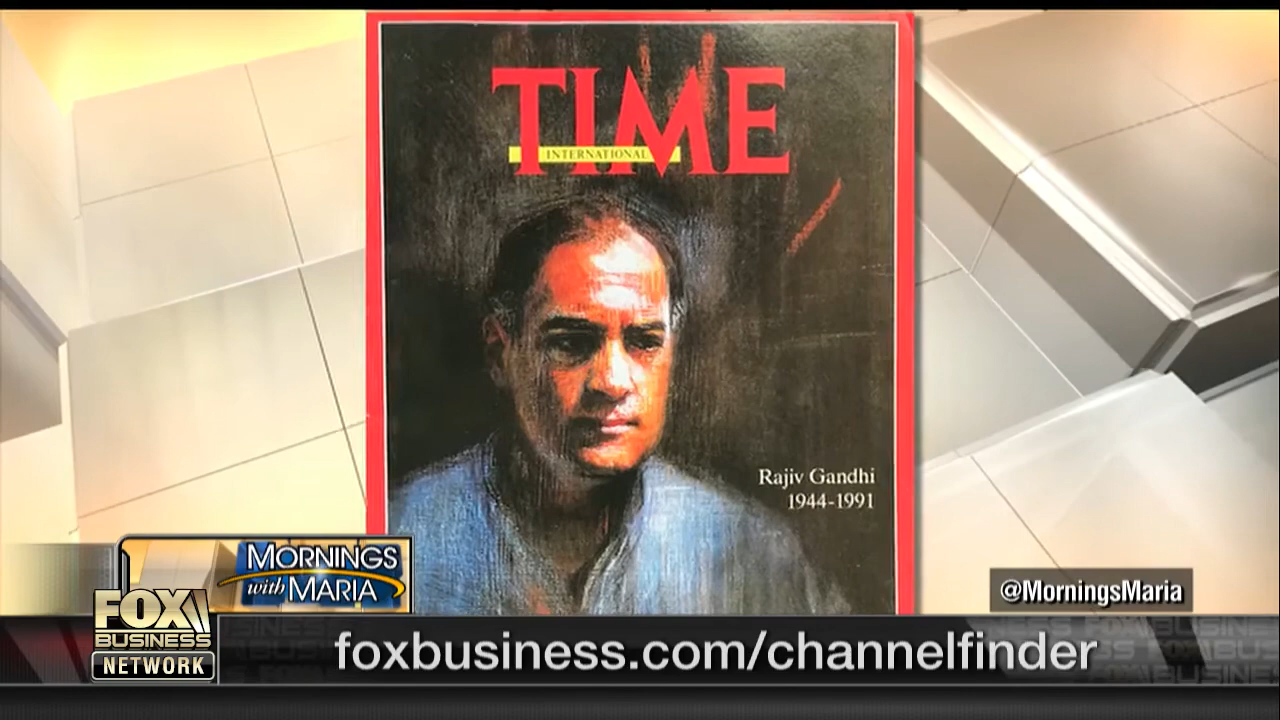 TIME
INTERNATIONAL
Rajiv Gandhi
1944-1991
MORNINGS
with MARIA
@MorningsMaria
FOX
BUSINESS
NETWORK
foxbusiness.com/channelfinder